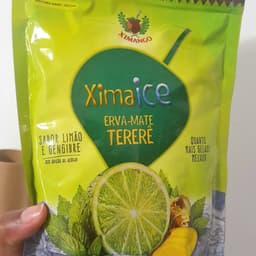 XIMANGO
Ximaice
ERVA-MATE
TERERÊ
SABOR LIMÃO
E GENGIBRE
QUANTO
MAIS GELADO
MELHOR